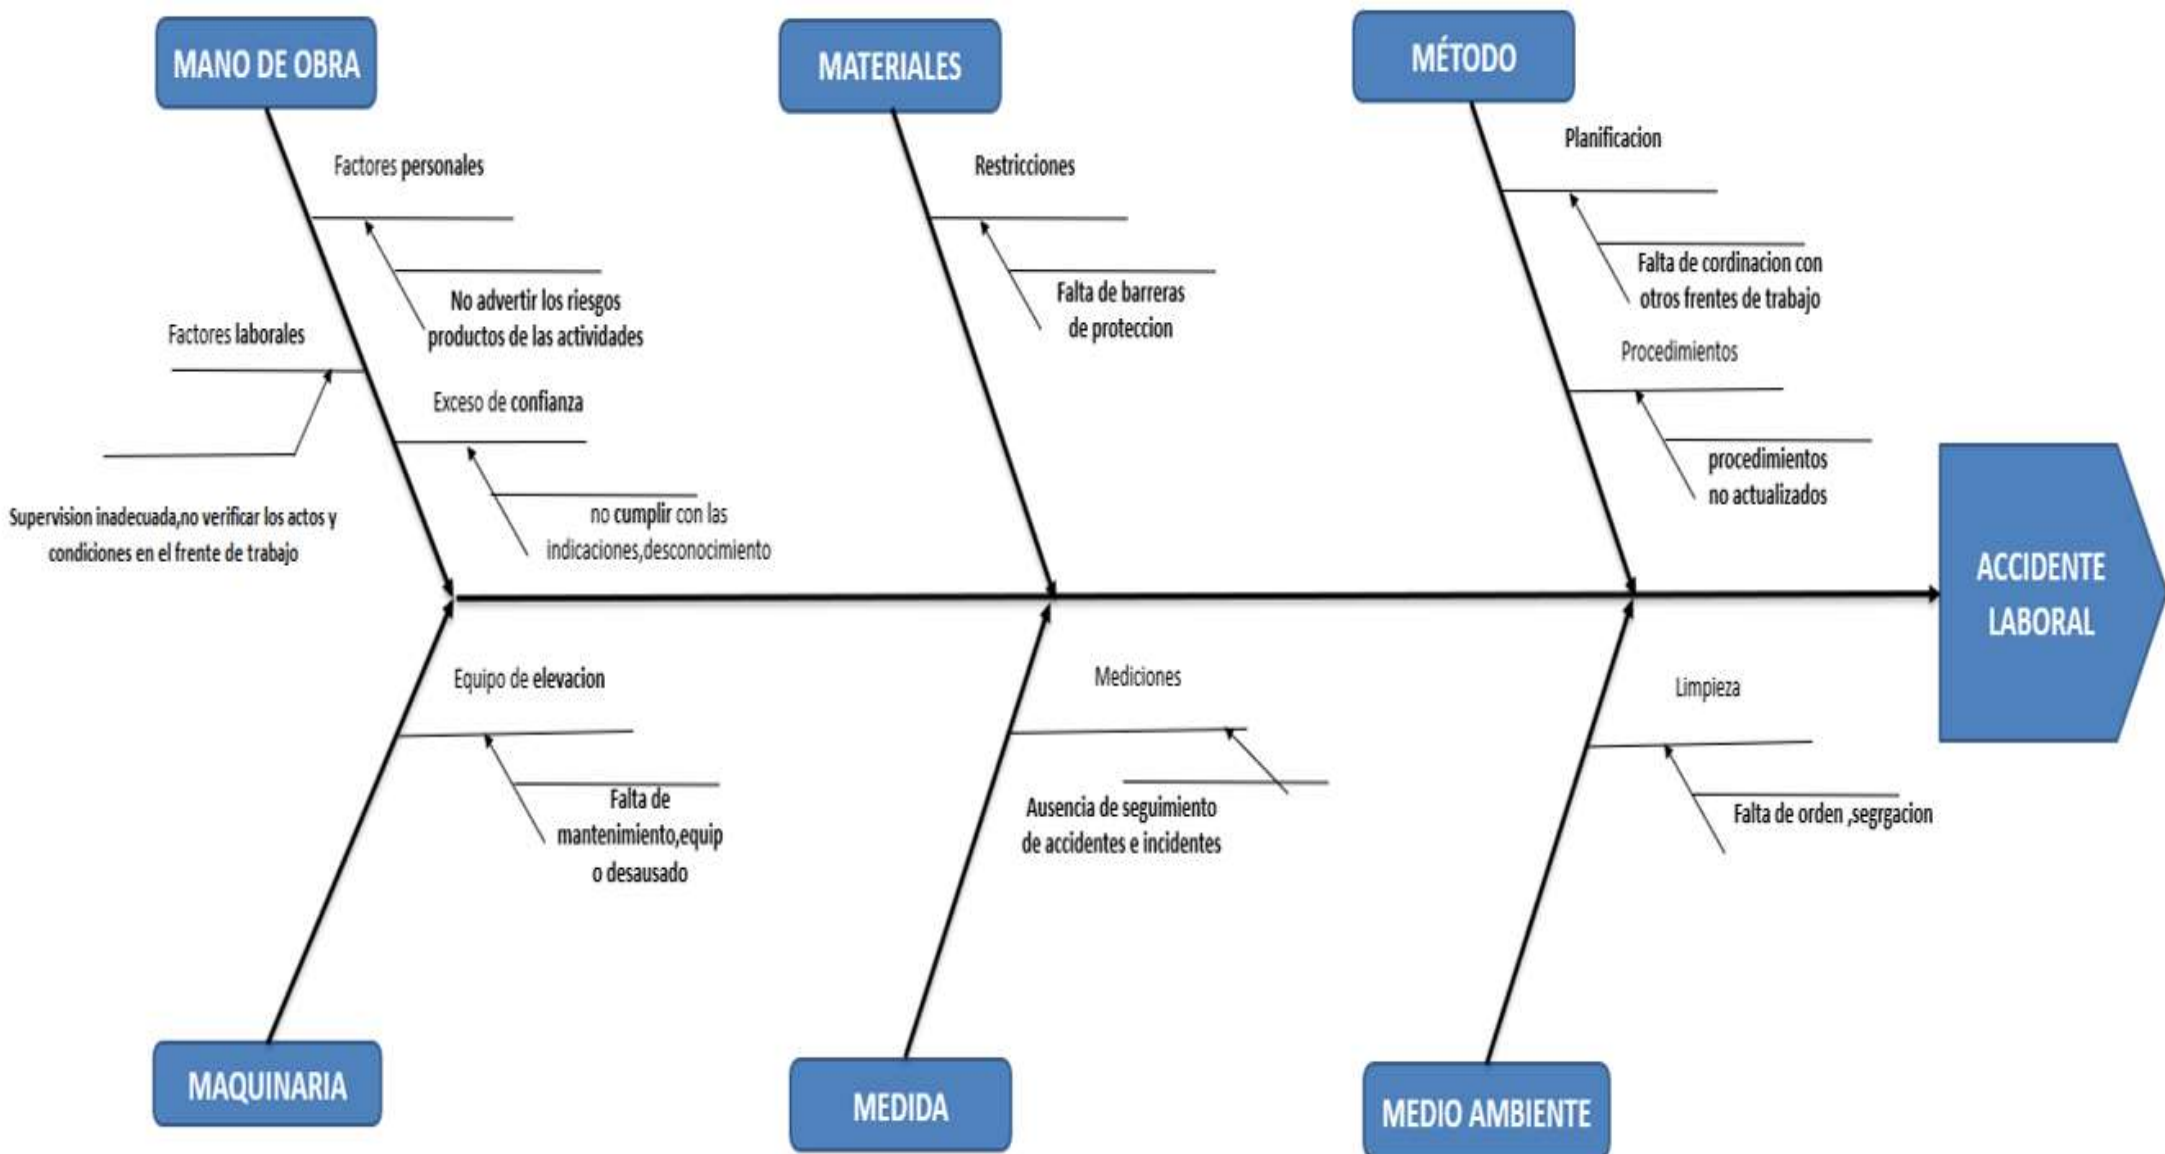 MANO DE OBRA
MATERIALES
MÉTODO
Factores personales
No advertir los riesgos
productos de las actividades
Factores laborales
Supervision inadecuada,no verificar los actos y
condiciones en el frente de trabajo
Exceso de confianza
no cumplir con las
indicaciones,desconocimiento
Restricciones
Falta de barreras
de proteccion
Planificacion
Falta de cordinacion con
otros frentes de trabajo
Procedimientos
procedimientos
no actualizados
ACCIDENTE
LABORAL
Equipo de elevacion
Falta de
mantenimiento,equip
o desausado
Mediciones
Ausencia de seguimiento
de accidentes e incidentes
Limpieza
Falta de orden ,segrgacion
MAQUINARIA
MEDIDA
MEDIO AMBIENTE